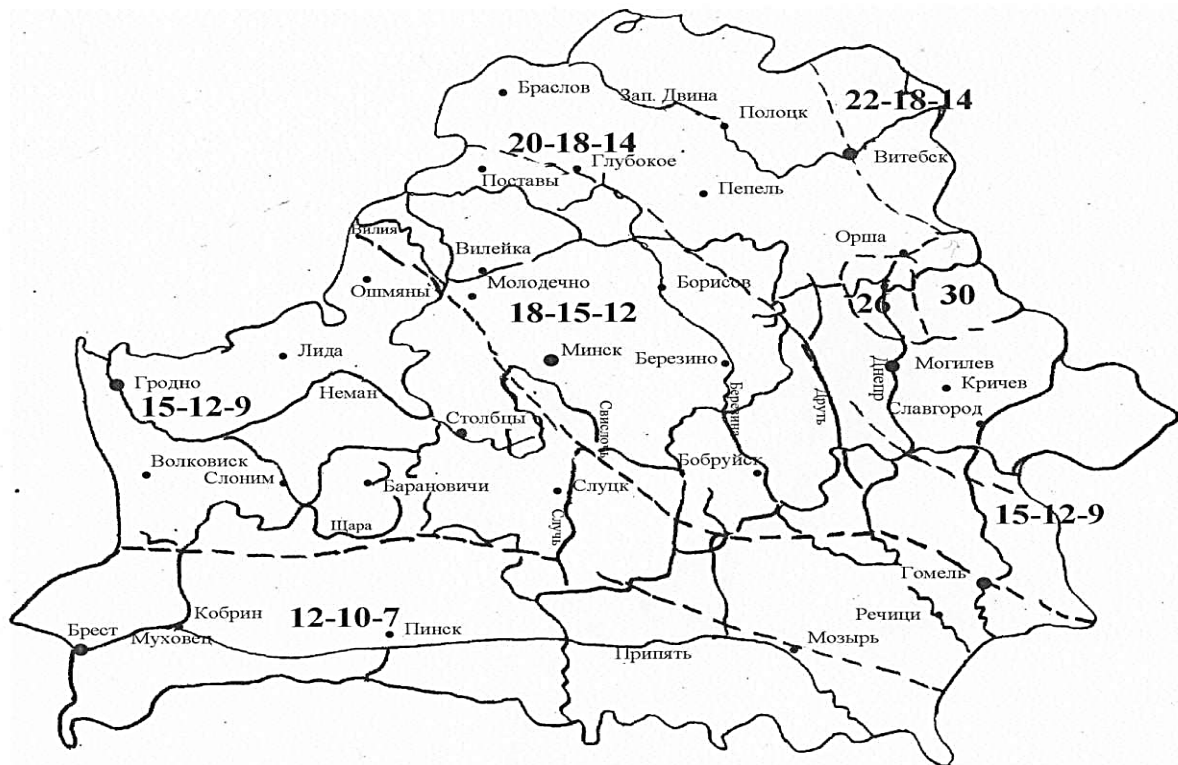 Браслов
Зап. Двина
Полоцк
22-18-14
20-18-14
Глубокое
Витебск
Поставы
Пепель
Вилия
Орша
Вилейка
Ошмяны
Молодечно
Борисов
26
30
18-15-12
Лида
Минск
Березино
Могилев
Гродно
Неман
Днепр
Кричев
15-12-9
Друть
Березина
Славгород
Столбцы
Свислочь
Волковиск
Слоним
Барановичи
Слуцк
Бобруйск
Щара
Случь
15-12-9
Гомель
Кобрин
12-10-7
Речици
Брест
Муховец
Пинск
Припять
Мозырь